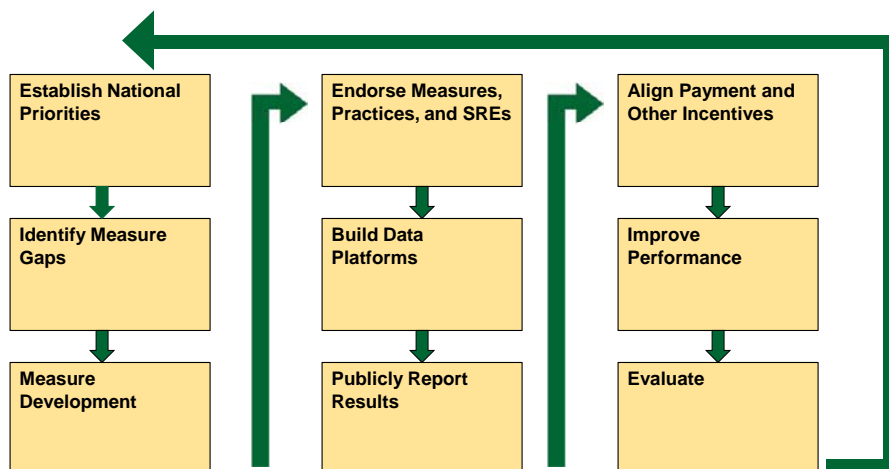 Establish National
Priorities
Identify Measure
Gaps
Measure
Development
Endorse Measures,
Practices, and SREs
Build Data
Platforms
Publicly Report
Results
Align Payment and
Other Incentives
Improve
Performance
Evaluate